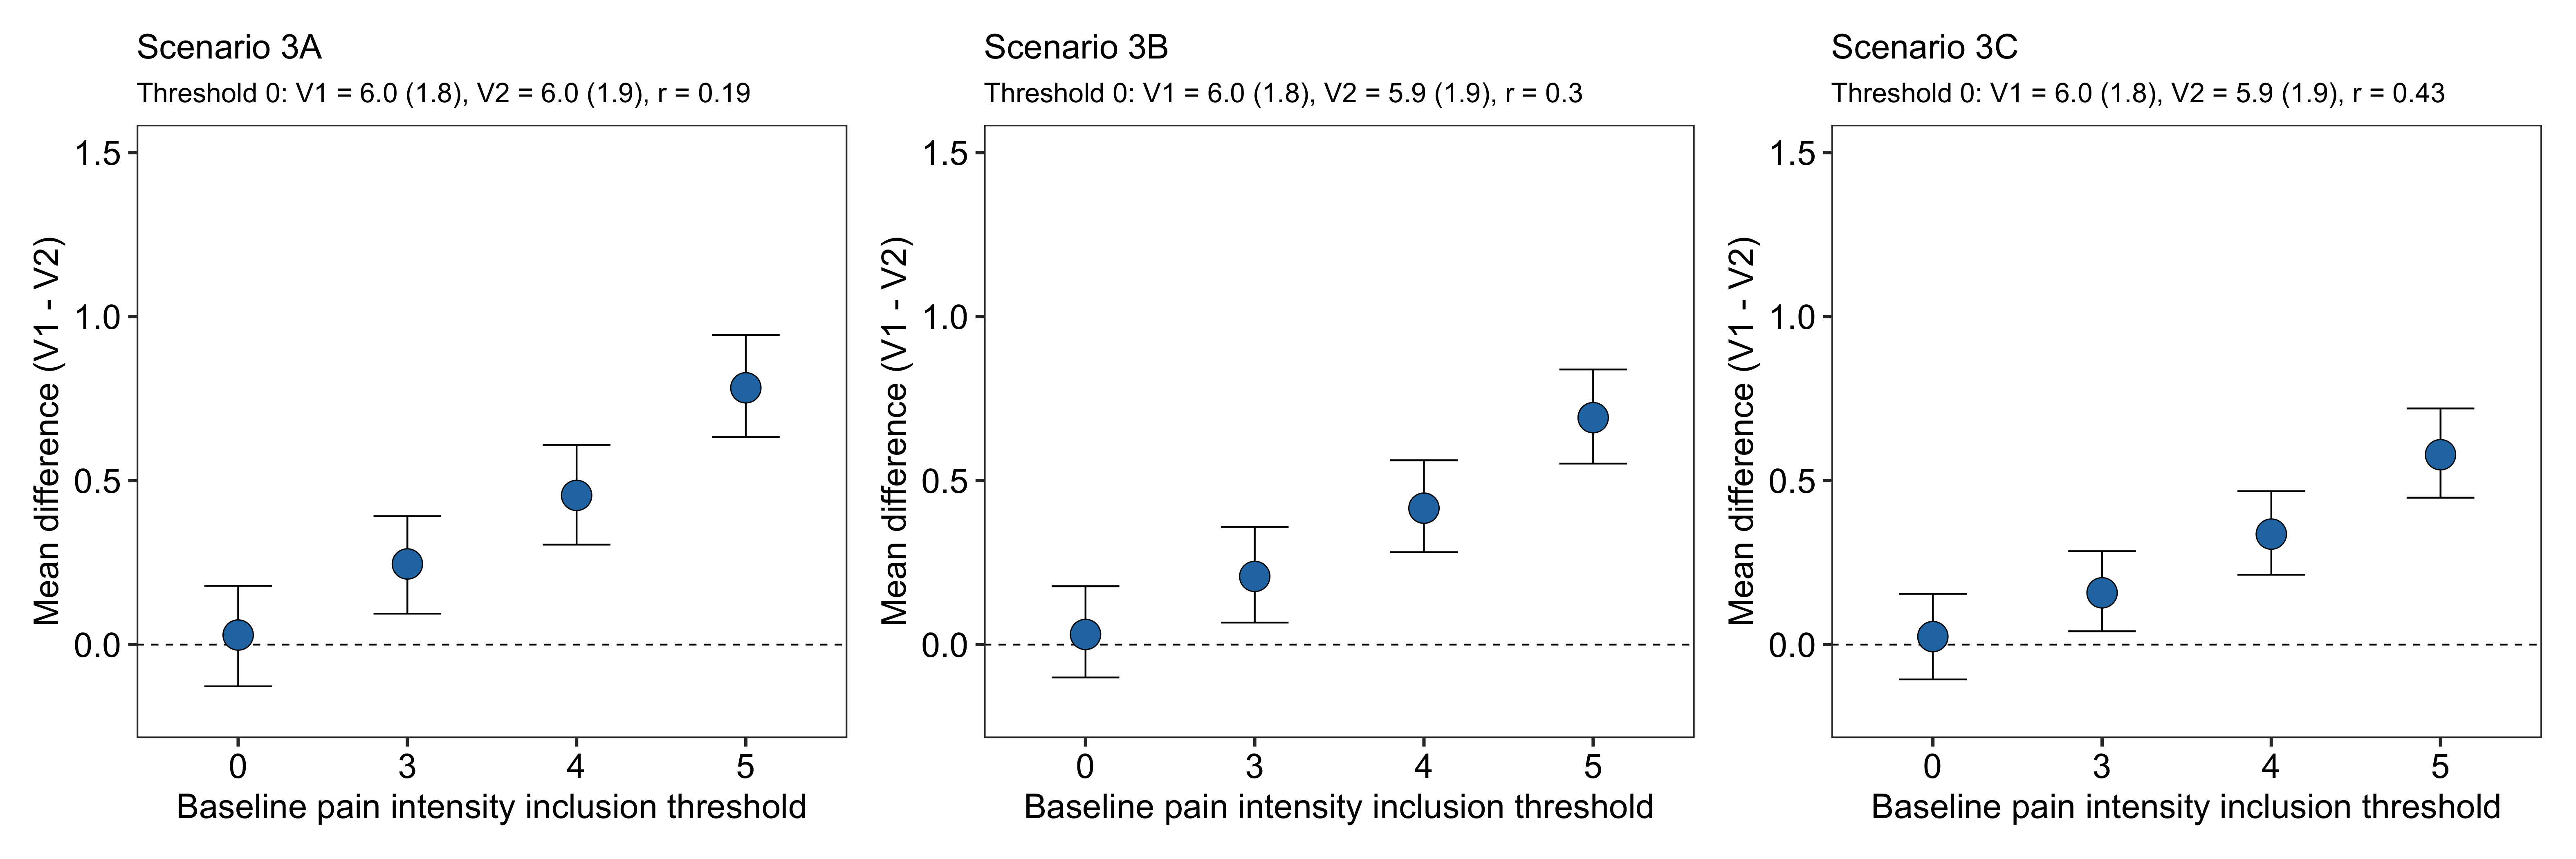 Scenario 3A
Threshold 0: V1 = 6.0 (1.8), V2 = 6.0 (1.9), r = 0.19
Mean difference (V1 - V2)
1.5
1.0
0.5
0.0
0 3 4 5
Baseline pain intensity inclusion threshold
Scenario 3B
Threshold 0: V1 = 6.0 (1.8), V2 = 5.9 (1.9), r = 0.3
Mean difference (V1 - V2)
1.5
1.0
0.5
0.0
0 3 4 5
Baseline pain intensity inclusion threshold
Scenario 3C
Threshold 0: V1 = 6.0 (1.8), V2 = 5.9 (1.9), r = 0.43
Mean difference (V1 - V2)
1.5
1.0
0.5
0.0
0 3 4 5
Baseline pain intensity inclusion threshold